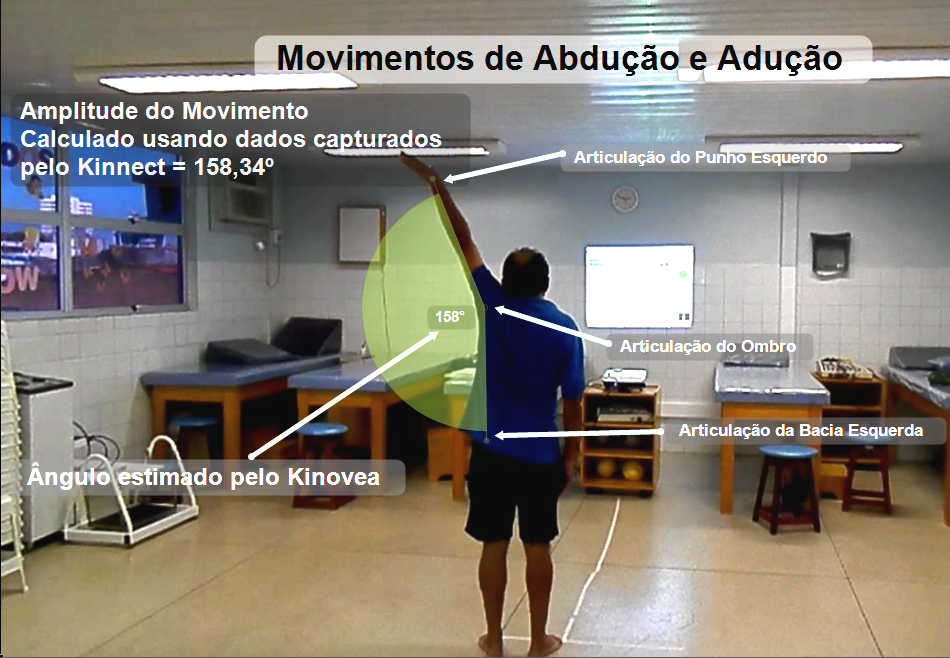 Movimentos de Abdução e Adução
Amplitude do Movimento
Calculado usando dados capturados
pelo Kinnect = 158,34º
Articulação do Punho Esquerdo
158°
Articulação do Ombro
Articulação da Bacia Esquerda
Ângulo estimado pelo Kinovea